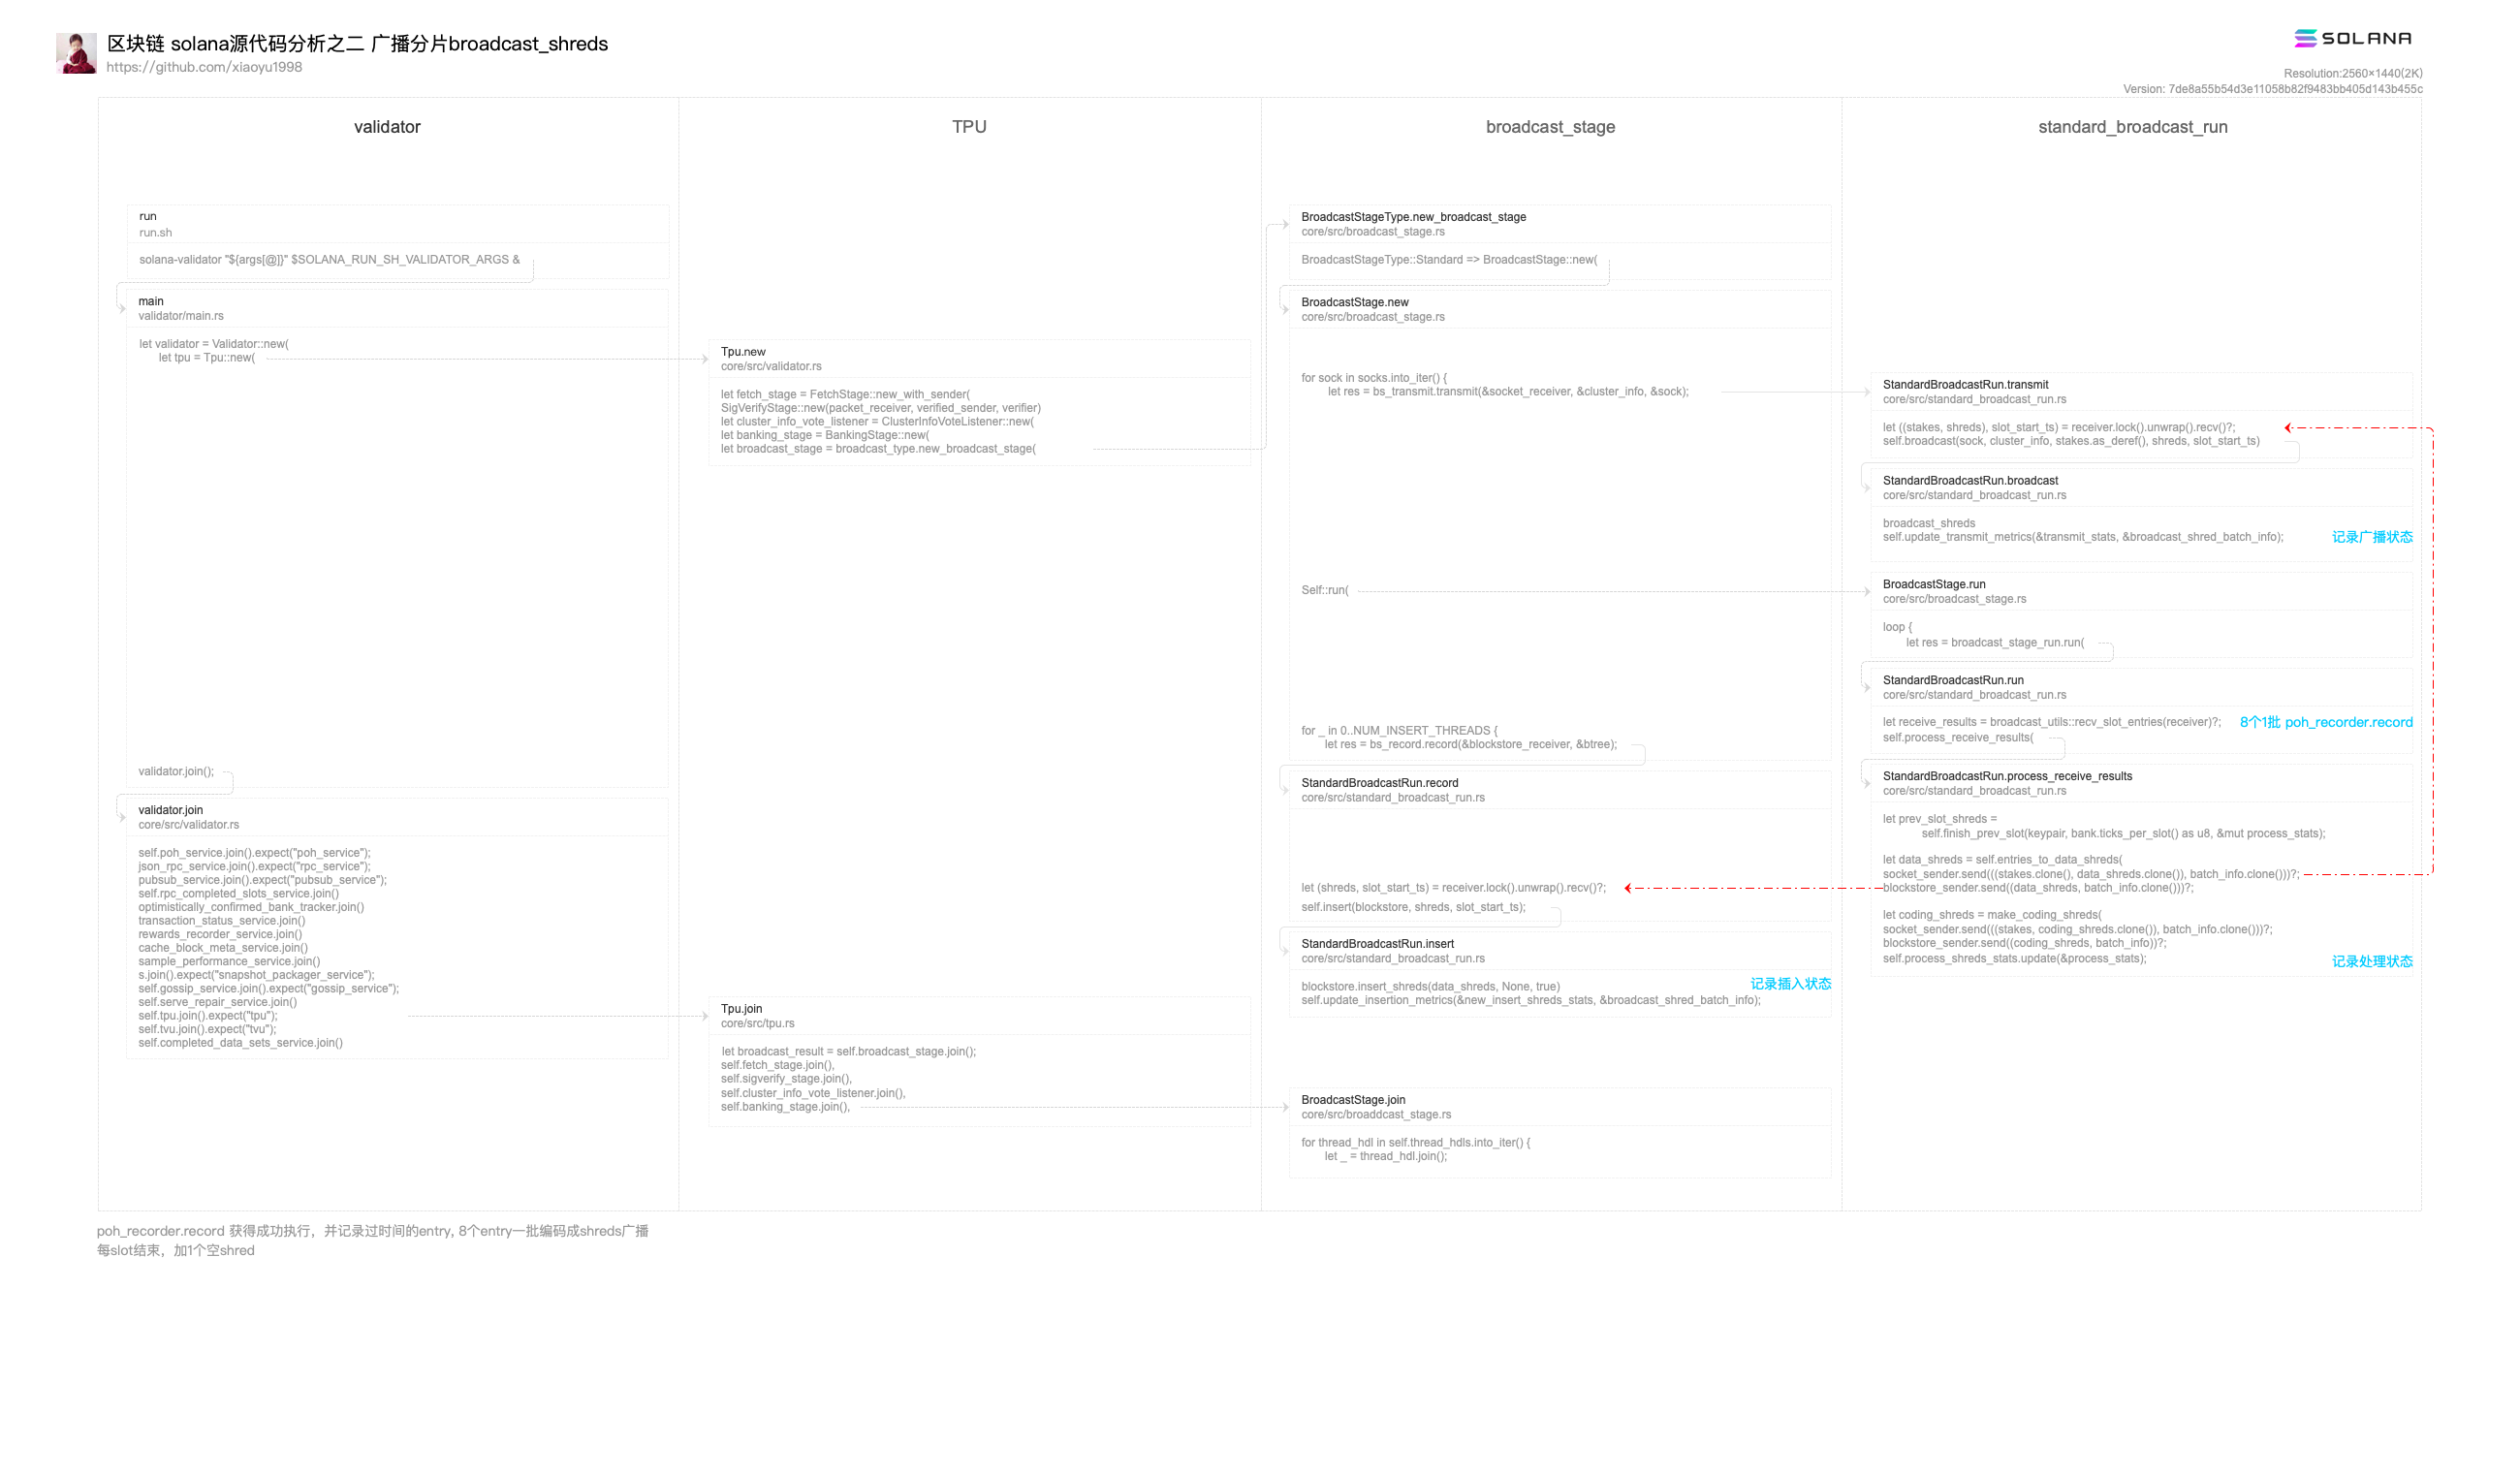 区块链 solana源代码分析之二 广播分片broadcast_shreds
https://github.com/xiaoyu1998
SOLANA
Resolution:2560×1440(2K)
Version: 7de8a55b54d3e11058b82f9483bb405d143b455c
validator
run
run.sh
solana-validator "${args[@]}" $SOLANA_RUN_SH_VALIDATOR_ARGS &
main
validator/main.rs
let validator = Validator::new(
let tpu = Tpu::new(
validator.join();
validator.join
core/src/validator.rs
self.poh_service.join().expect("poh_service");
json_rpc_service.join().expect("rpc_service");
pubsub_service.join().expect("pubsub_service");
self.rpc_completed_slots_service.join()
optimistically_confirmed_bank_tracker.join()
transaction_status_service.join()
rewards_recorder_service.join()
cache_block_meta_service.join()
sample_performance_service.join()
s.join().expect("snapshot_packager_service");
self.gossip_service.join().expect("gossip_service");
self.serve_repair_service.join()
self.tpu.join().expect("tpu");
self.tvu.join().expect("tvu");
self.completed_data_sets_service.join()
TPU
Tpu.new
core/src/validator.rs
let fetch_stage = FetchStage::new_with_sender(
SigVerifyStage::new(packet_receiver, verified_sender, verifier)
let cluster_info_vote_listener = ClusterInfoVoteListener::new(
let banking_stage = BankingStage::new(
let broadcast_stage = broadcast_type.new_broadcast_stage(
Tpu.join
core/src/tpu.rs
let broadcast_result = self.broadcast_stage.join();
self.fetch_stage.join(),
self.sigverify_stage.join(),
self.cluster_info_vote_listener.join(),
self.banking_stage.join(),
broadcast_stage
BroadcastStageType.new_broadcast_stage
core/src/broadcast_stage.rs
BroadcastStageType::Standard => BroadcastStage::new(
BroadcastStage.new
core/src/broadcast_stage.rs
for sock in socks.into_iter() {
let res = bs_transmit.transmit(&socket_receiver, &cluster_info, &sock);
Self::run(
for _ in 0..NUM_INSERT_THREADS {
let res = bs_record.record(&blockstore_receiver, &btree);
StandardBroadcastRun.record
core/src/standard_broadcast_run.rs
let (shreds, slot_start_ts) = receiver.lock().unwrap().recv()?;
self.insert(blockstore, shreds, slot_start_ts);
StandardBroadcastRun.insert
core/src/standard_broadcast_run.rs
记录插入状态
blockstore.insert_shreds(data_shreds, None, true)
self.update_insertion_metrics(&new_insert_shreds_stats, &broadcast_shred_batch_info);
BroadcastStage.join
core/src/broaddcast_stage.rs
for thread_hdl in self.thread_hdls.into_iter() {
let _ = thread_hdl.join();
standard_broadcast_run
StandardBroadcastRun.transmit
core/src/standard_broadcast_run.rs
let ((stakes, shreds), slot_start_ts) = receiver.lock().unwrap().recv()?;
self.broadcast(sock, cluster_info, stakes.as_deref(), shreds, slot_start_ts)
StandardBroadcastRun.broadcast
core/src/standard_broadcast_run.rs
broadcast_shreds
self.update_transmit_metrics(&transmit_stats, &broadcast_shred_batch_info); 记录广播状态
BroadcastStage.run
core/src/broadcast_stage.rs
loop {
let res = broadcast_stage_run.run(
StandardBroadcastRun.run
core/src/standard_broadcast_run.rs
let receive_results = broadcast_utils::recv_slot_entries(receiver)?; 8个1批 poh_recorder.record
self.process_receive_results(
StandardBroadcastRun.process_receive_results
core/src/standard_broadcast_run.rs
let prev_slot_shreds =
self.finish_prev_slot(keypair, bank.ticks_per_slot() as u8, &mut process_stats);
let data_shreds = self.entries_to_data_shreds(
socket_sender.send(((stakes.clone(), data_shreds.clone()), batch_info.clone()))?;
blockstore_sender.send((data_shreds, batch_info.clone()))?;
let coding_shreds = make_coding_shreds(
socket_sender.send(((stakes, coding_shreds.clone()), batch_info.clone()))?;
blockstore_sender.send((coding_shreds, batch_info))?;
self.process_shreds_stats.update(&process_stats);
记录处理状态
poh_recorder.record 获得成功执行，并记录过时间的entry, 8个entry一批编码成shreds广播
每slot结束，加1个空shred